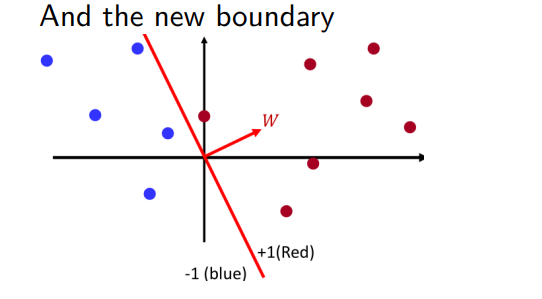 And the new boundary
W
+1(Red)
-1 (blue)